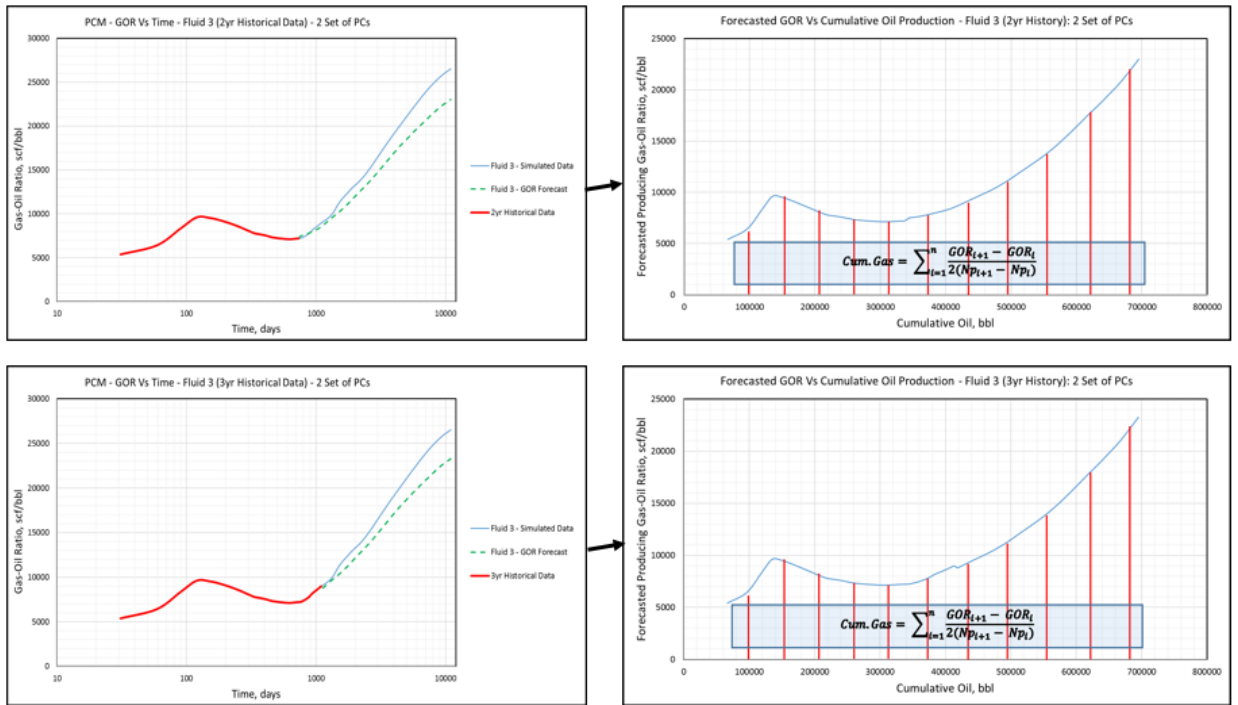 PCM - GOR Vs Time - Fluid 3 (2yr Historical Data) - 2 Set of PCs
30000
25000
20000
15000
10000
5000
0
Gas-Oil Ratio, scf/bbl
10
100
1000
10000
Time, days
Fluid 3 - Simulated Data
Fluid 3 - GOR Forecast
2yr Historical Data
Forecasted GOR Vs Cumulative Oil Production - Fluid 3 (2yr History): 2 Set of PCs
25000
20000
15000
10000
5000
0
Forecasted Producing Gas-Oil Ratio, scf/bbl
Cum. Gas = ∑_{i=1}^{n} \frac{GOR_{i+1} - GOR_i}{2(Np_{i+1} - Np_i)}
0
100000
200000
300000
400000
500000
600000
700000
800000
Cumulative Oil, bbl
PCM - GOR Vs Time - Fluid 3 (3yr Historical Data) - 2 Set of PCs
30000
25000
20000
15000
10000
5000
0
Gas-Oil Ratio, scf/bbl
10
100
1000
10000
Time, days
Fluid 3 - Simulated Data
Fluid 3 - GOR Forecast
3yr Historical Data
Forecasted GOR Vs Cumulative Oil Production - Fluid 3 (3yr History): 2 Set of PCs
25000
20000
15000
10000
5000
0
Forecasted Producing Gas-Oil Ratio, scf/bbl
Cum. Gas = ∑_{i=1}^{n} \frac{GOR_{i+1} - GOR_i}{2(Np_{i+1} - Np_i)}
0
100000
200000
300000
400000
500000
600000
700000
800000
Cumulative Oil, bbl